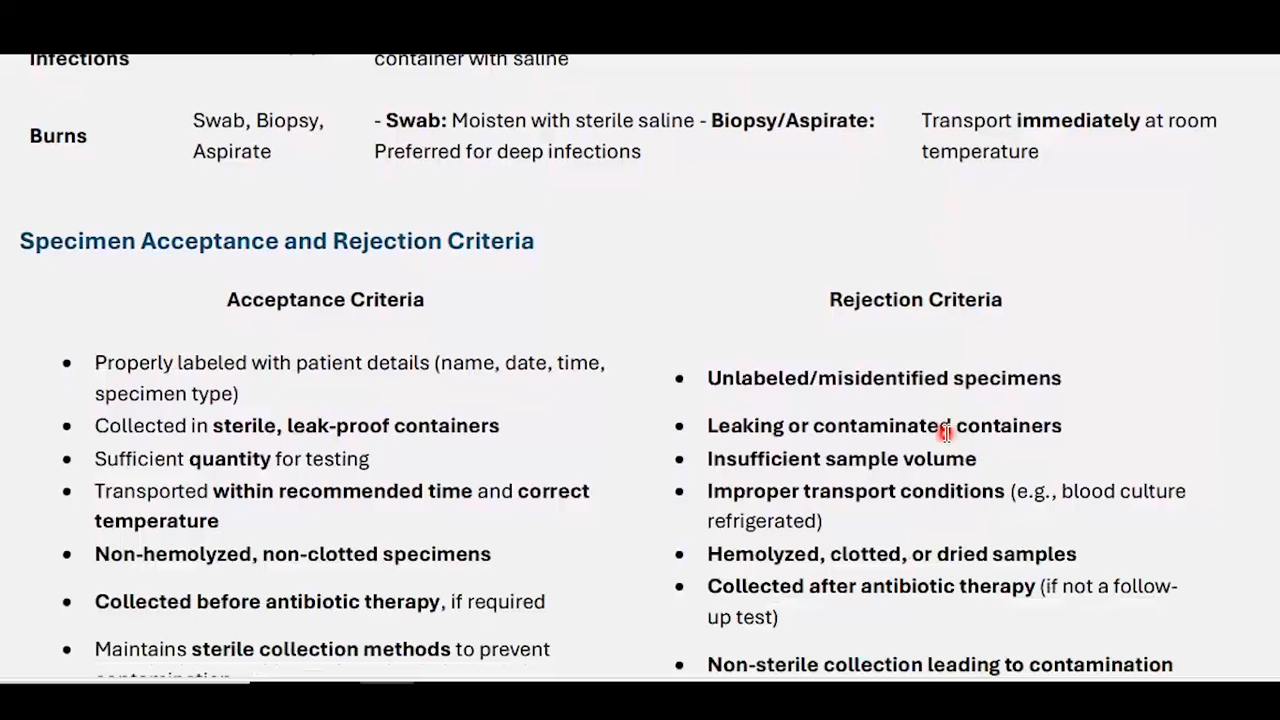 Infections
container with saline
Burns
Swab, Biopsy,
Aspirate
- Swab: Moisten with sterile saline - Biopsy/Aspirate:
Preferred for deep infections
Transport immediately at room
temperature
Specimen Acceptance and Rejection Criteria
Acceptance Criteria
• Properly labeled with patient details (name, date, time,
specimen type)
• Collected in sterile, leak-proof containers
• Sufficient quantity for testing
• Transported within recommended time and correct
temperature
• Non-hemolyzed, non-clotted specimens
• Collected before antibiotic therapy, if required
• Maintains sterile collection methods to prevent
Rejection Criteria
• Unlabeled/misidentified specimens
• Leaking or contaminated containers
• Insufficient sample volume
• Improper transport conditions (e.g., blood culture
refrigerated)
• Hemolyzed, clotted, or dried samples
• Collected after antibiotic therapy (if not a follow-
up test)
• Non-sterile collection leading to contamination